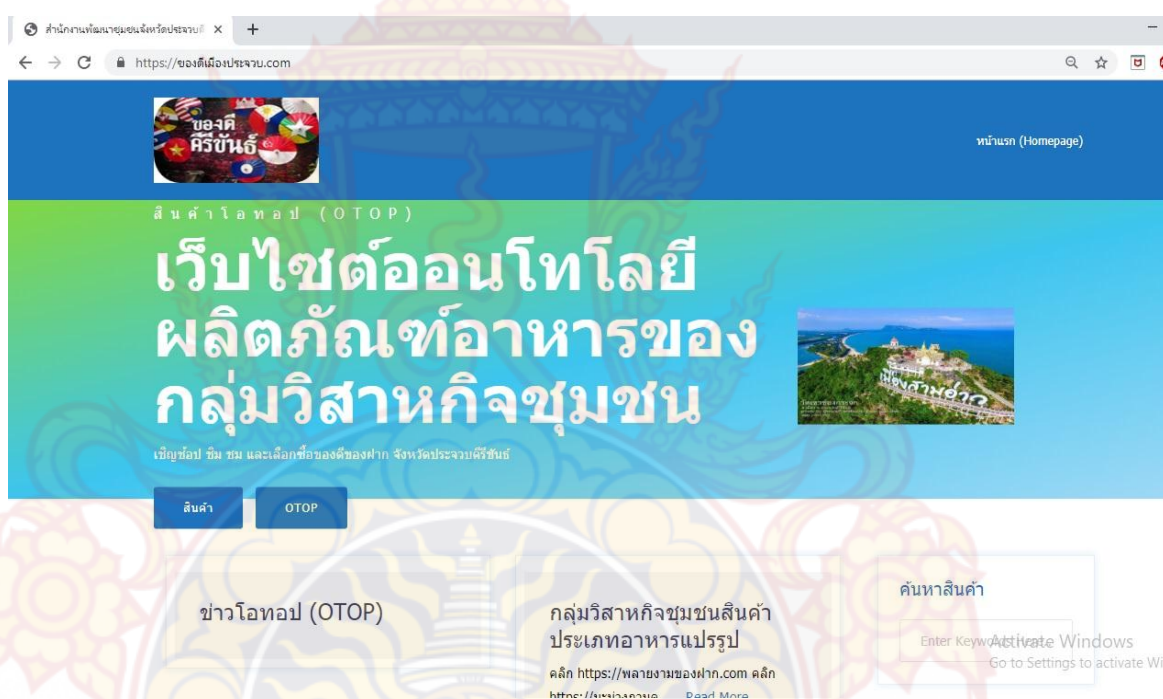 สำนักงานพัฒนาชุมชนจังหวัดประจวบคี
https://ของดีเมืองประจวบ.com
ของดี
คีรีขันธ์
หน้าแรก (Homepage)
สินค้าโอทอป (OTOP)
เว็บไซต์ออนโทโลยี
ผลิตภัณฑ์อาหารของ
กลุ่มวิสาหกิจชุมชน
เมืองสามอ่าว
เชิญช้อป ชิม ชม และเลือกซื้อของดีของฝาก จังหวัดประจวบคีรีขันธ์
สินค้า
OTOP
ค้นหาสินค้า
ข่าวโอทอป (OTOP)
กลุ่มวิสาหกิจชุมชนสินค้า
ประเภทอาหารแปรรูป
Enter Keywords Here...
Activate Windows
Go to Settings to activate Wi
คลิก https://พลายงามของฝาก.com คลิก
Read More